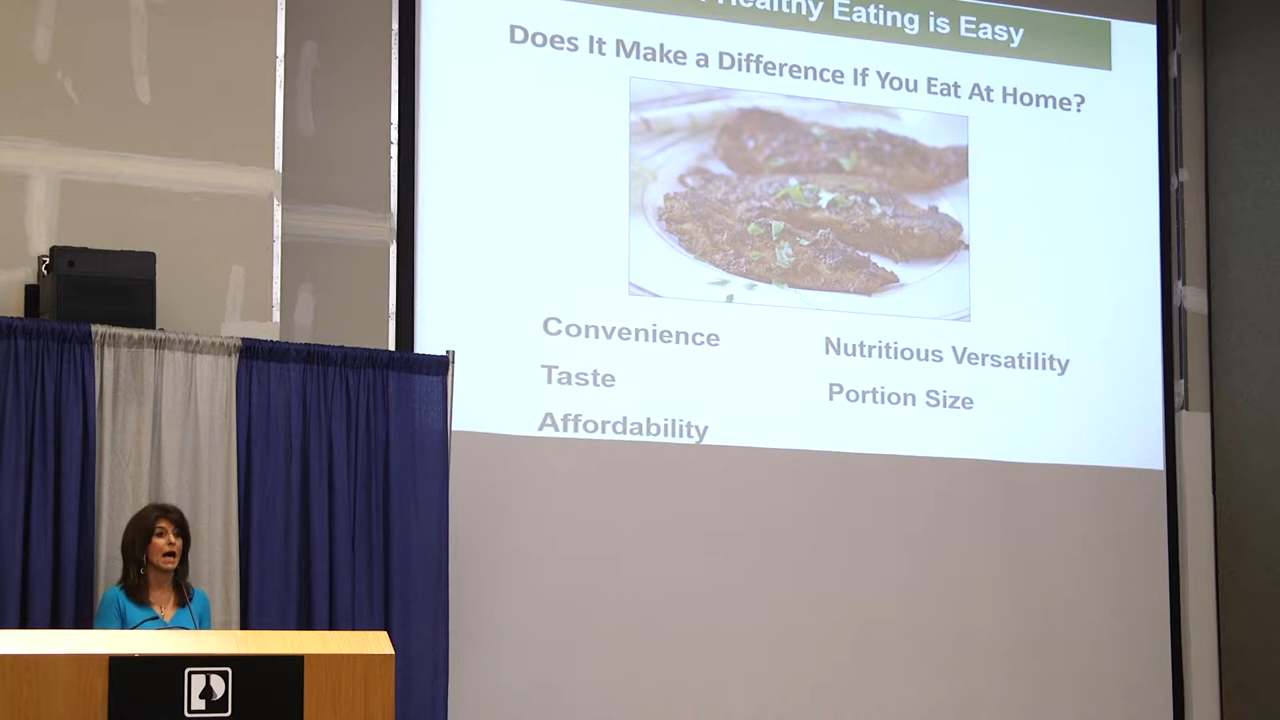 Healthy Eating is Easy
Does It Make a Difference If You Eat At Home?
Convenience
Nutritious Versatility
Taste
Portion Size
Affordability
P